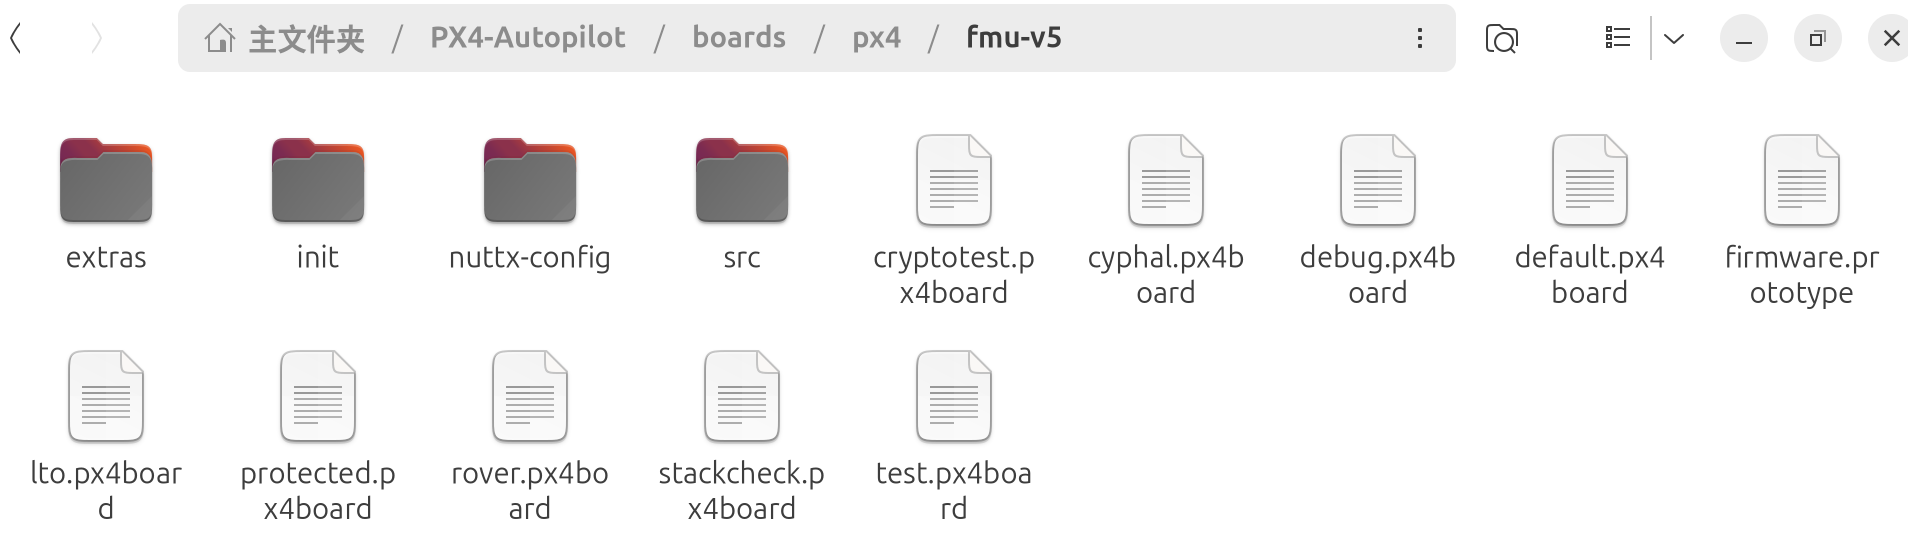 主文件夹 / PX4-Autopilot / boards / px4 / fmu-v5
extras
init
nuttx-config
src
cryptotest.p
x4board
cyphal.px4b
oard
debug.px4b
oard
default.px4
board
firmware.pr
ototype
lto.px4boar
d
protected.p
x4board
rover.px4bo
ard
stackcheck.p
x4board
test.px4boa
rd